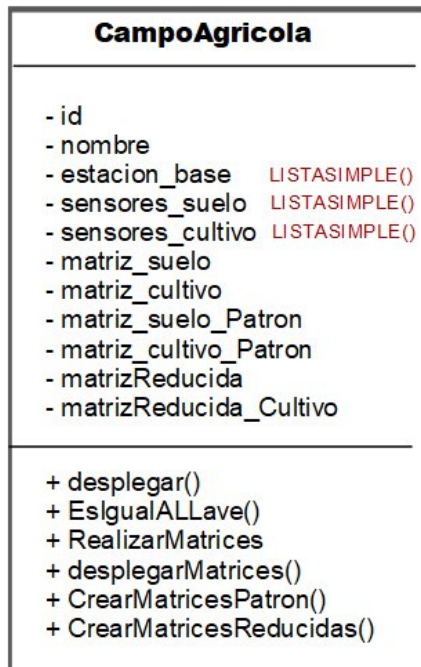 CampoAgricola
- id
- nombre
- estacion_base LISTASIMPLE()
- sensores_suelo LISTASIMPLE()
- sensores_cultivo LISTASIMPLE()
- matriz_suelo
- matriz_cultivo
- matriz_suelo_Patron
- matriz_cultivo_Patron
- matrizReducida
- matrizReducida_Cultivo
+ desplegar()
+ EsIgualALLave()
+ RealizarMatrices
+ desplegarMatrices()
+ CrearMatricesPatron()
+ CrearMatricesReducidas()